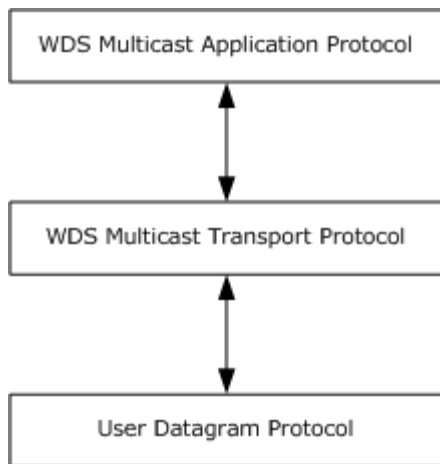 WDS Multicast Application Protocol
WDS Multicast Transport Protocol
User Datagram Protocol